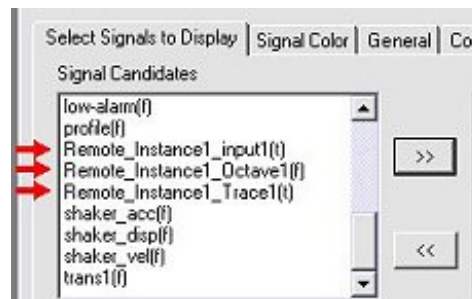 Select Signals to Display Signal Color General Co
Signal Candidates
low-alarm(f)
profile(f)
Remote_Instance1_input1(t)
Remote_Instance1_Octave1(f)
Remote_Instance1_Trace1(t)
shaker_acc(f)
shaker_disp(f)
shaker_vel(f)
trans1(f)
>>
<<